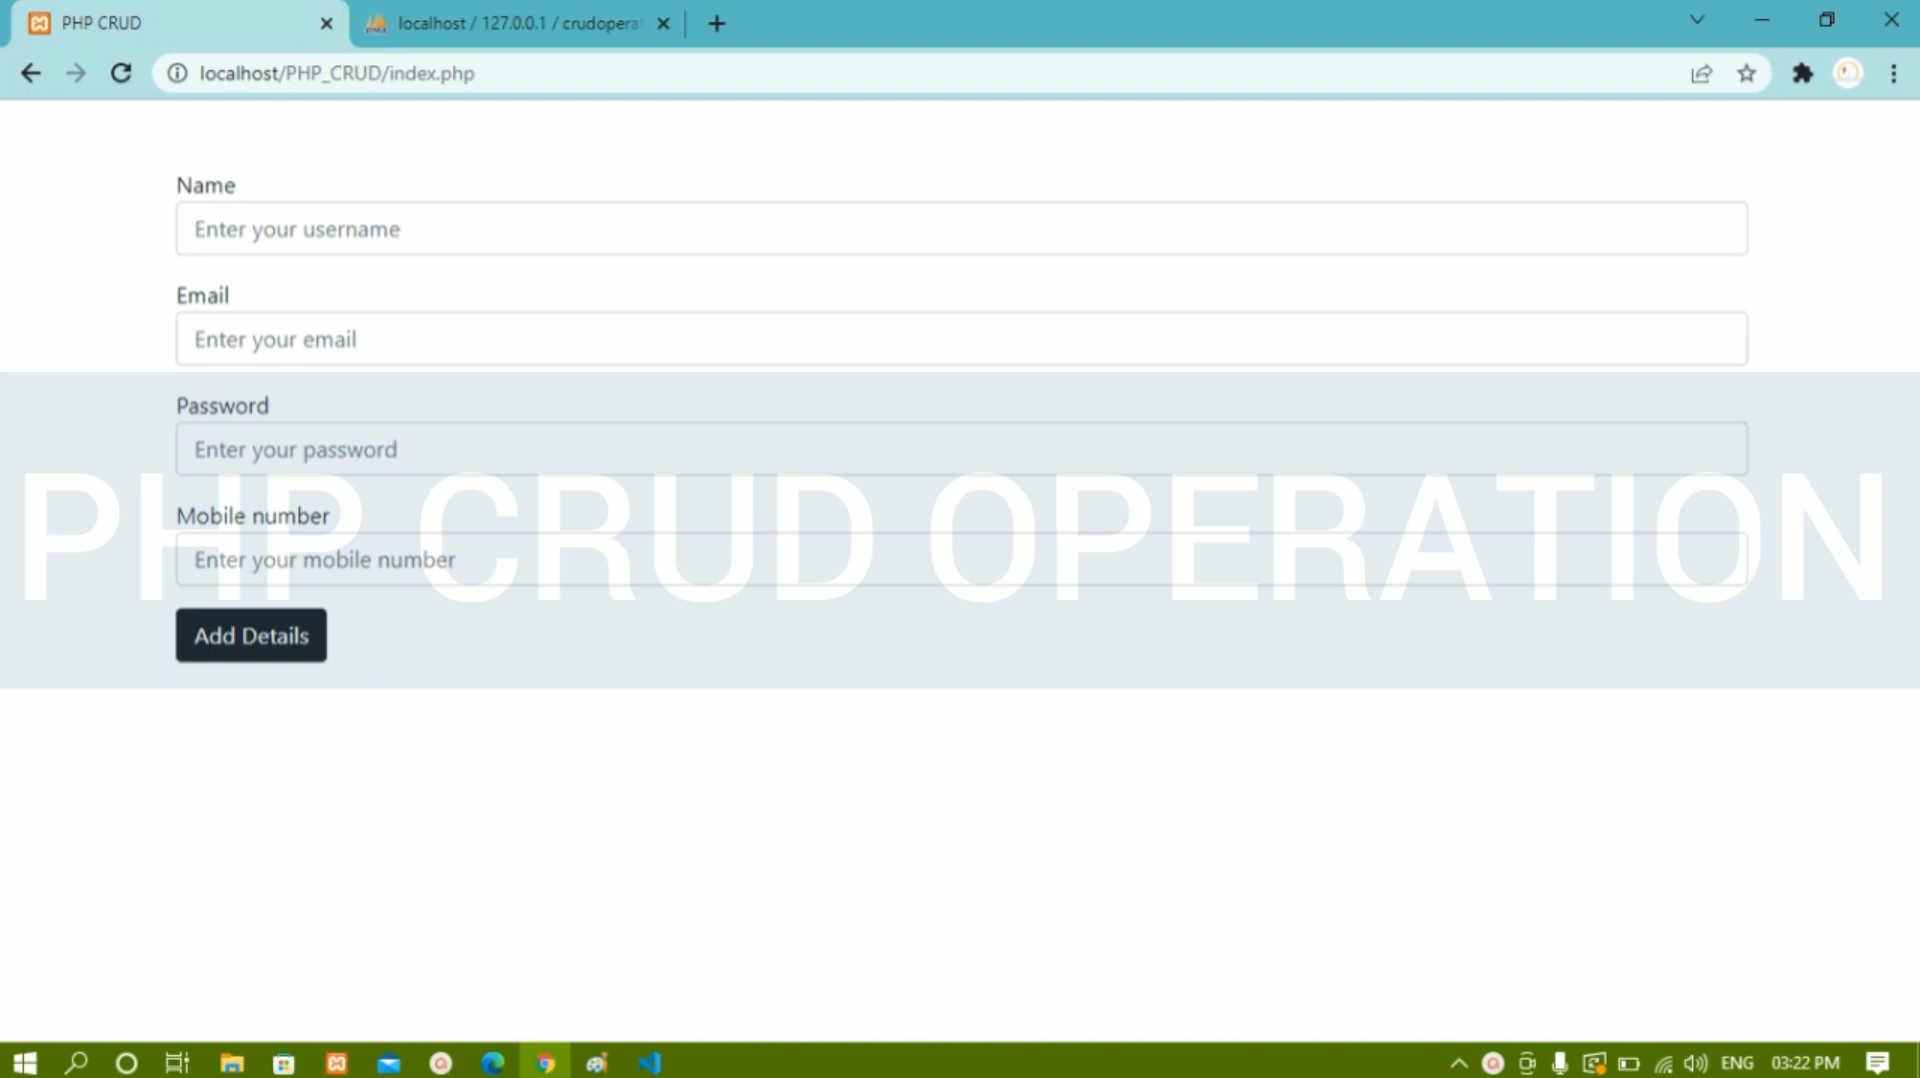 PHP CRUD
localhost / 127.0.0.1 / crudopera
localhost/PHP_CRUD/index.php
Name
Enter your username
Email
Enter your email
Password
Enter your password
PHP CRUD OPERATION
Mobile number
Enter your mobile number
Add Details
ENG 03:22 PM